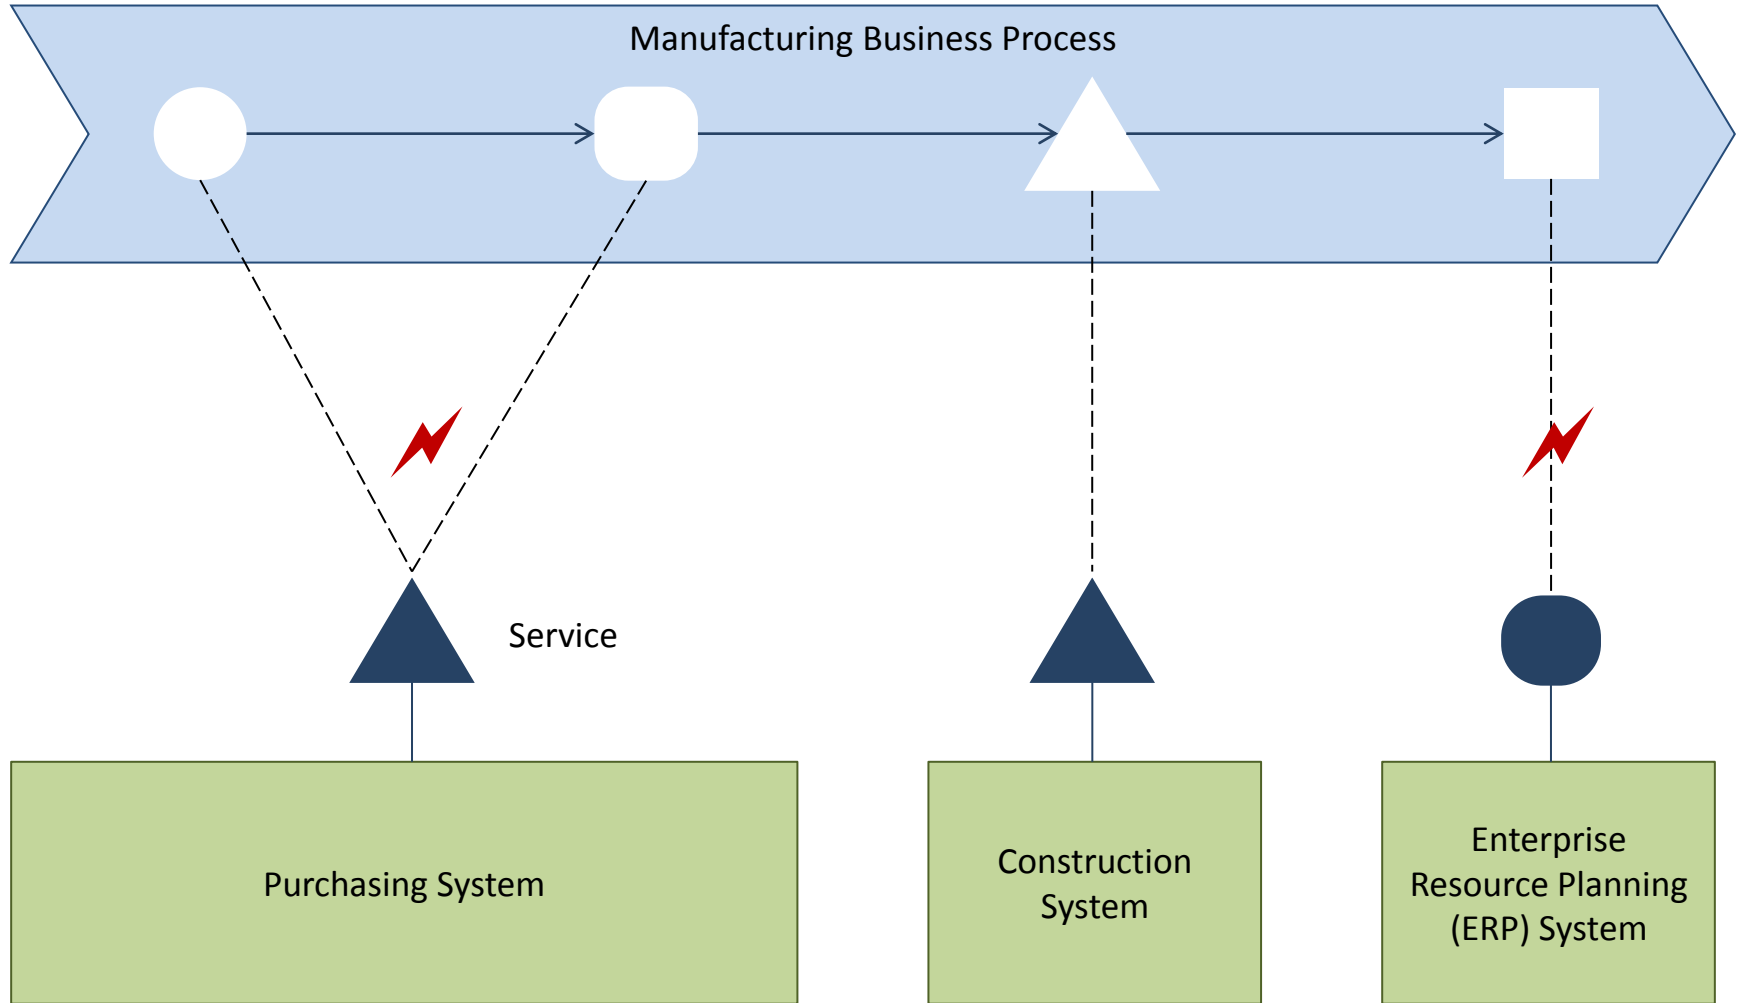 Manufacturing Business Process
Service
Purchasing System
Construction
System
Enterprise
Resource Planning
(ERP) System